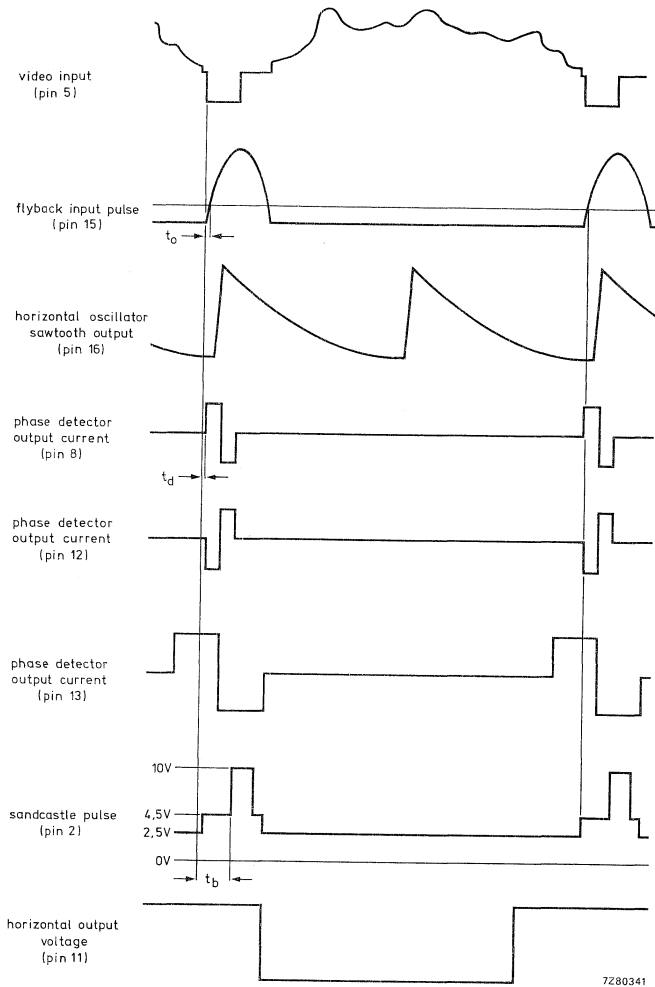 video input
(pin 5)
flyback input pulse
(pin 15)
to
horizontal oscillator
sawtooth output
(pin 16)
phase detector
output current
(pin 8)
td
phase detector
output current
(pin 12)
phase detector
output current
(pin 13)
10V
sandcastle pulse
(pin 2)
4,5V
2,5V
0V
tb
horizontal output
voltage
(pin 11)
7Z80341